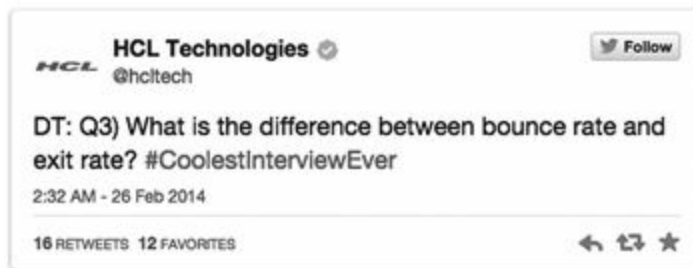 HCL
HCL Technologies
@hcltech
Follow
DT: Q3) What is the difference between bounce rate and
exit rate? #CoolestInterviewEver
2:32 AM - 26 Feb 2014
16 RETWEETS 12 FAVORITES